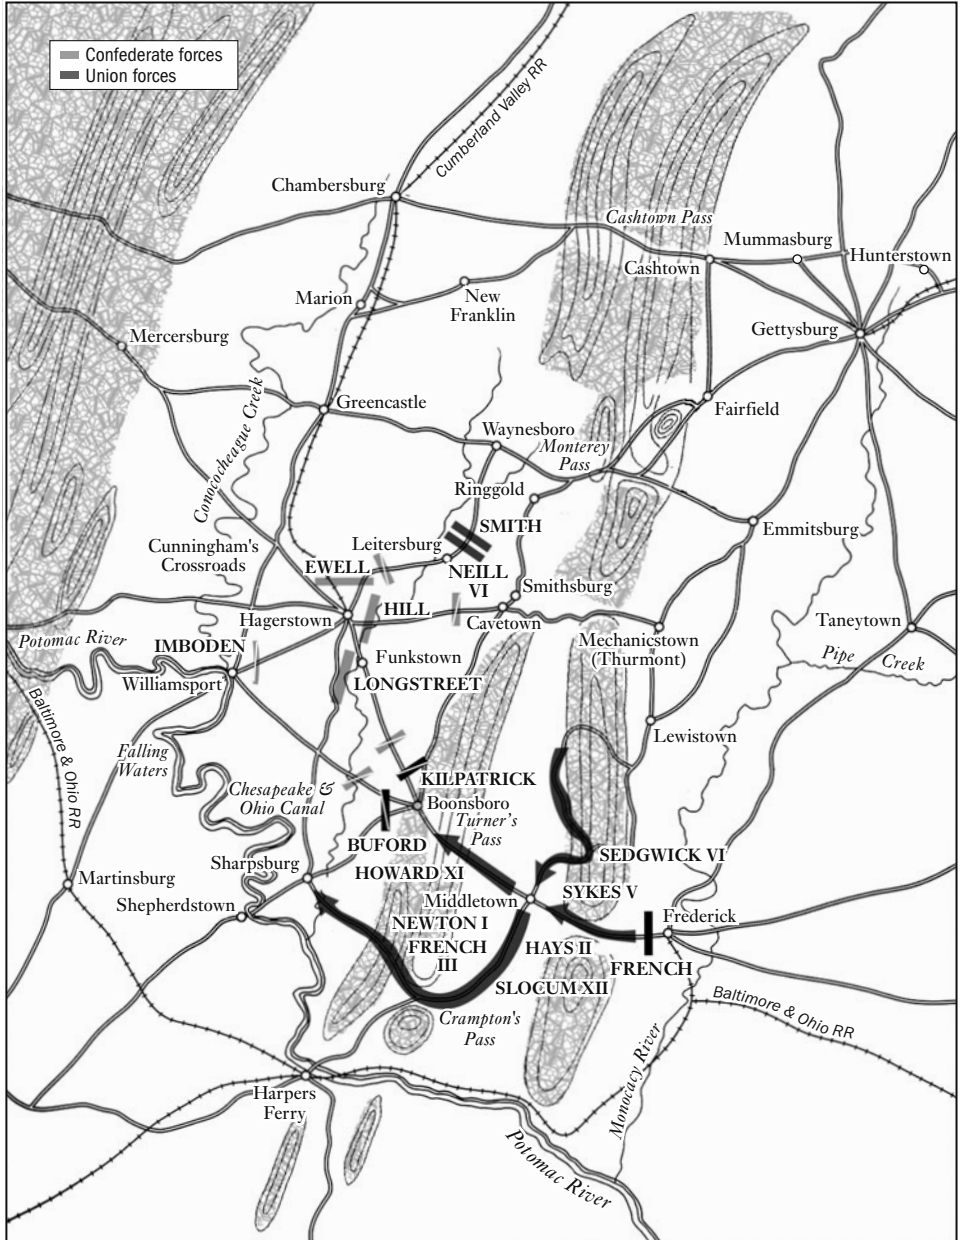 Confederate forces
Union forces
Cumberland Valley RR
Chambersburg
Cashtown Pass
Mummasburg
Hunterstown
Cashtown
Marion
New
Franklin
Gettysburg
Mercersburg
Conococheague Creek
Greencastle
Fairfield
Waynesboro
Monterey
Pass
Ringgold
SMITH
Emmitsburg
Leitersburg
Cunningham's
Crossroads
EWELL
NEILL
VI
Smithsburg
HILL
Hagerstown
Cavetown
Taneytown
Potomac River
IMBODEN
Mechanicstown
(Thurmont)
Funkstown
Pipe Creek
Williamsport
LONGSTREET
Baltimore & Ohio RR
Lewistown
Falling
Waters
KILPATRICK
Chesapeake &
Ohio Canal
Boonsboro
Turner's
Pass
BUFORD
SEDGWICK VI
Sharpsburg
HOWARD XI
Martinsburg
SYKES V
Middletown
Shepherdstown
Frederick
NEWTON I
FRENCH
III
HAYS II
FRENCH
SLOCUM XII
Baltimore & Ohio RR
Crampton's
Pass
Monocacy River
Harpers
Ferry
Potomac River